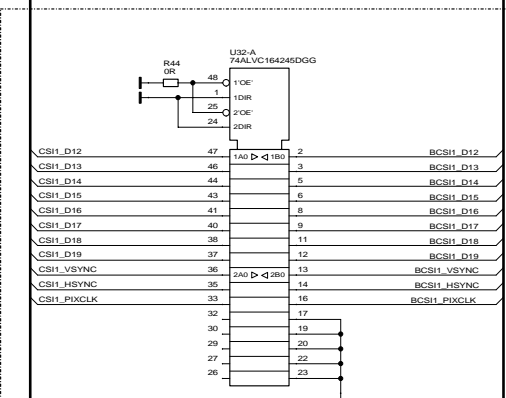 U32-A
74ALVC164245DGG
R44
0R
48 1'OE'
1 1DIR
25 2'OE'
24 2DIR
CSI1_D12 47 1A0 1B0 2 BCSI1_D12
CSI1_D13 46 3 BCSI1_D13
CSI1_D14 44 5 BCSI1_D14
CSI1_D15 43 6 BCSI1_D15
CSI1_D16 41 8 BCSI1_D16
CSI1_D17 40 9 BCSI1_D17
CSI1_D18 38 11 BCSI1_D18
CSI1_D19 37 12 BCSI1_D19
CSI1_VSYNC 36 2A0 2B0 13 BCSI1_VSYNC
CSI1_HSYNC 35 14 BCSI1_HSYNC
CSI1_PIXCLK 33 16 BCSI1_PIXCLK
32 17
30 19
29 20
27 22
26 23